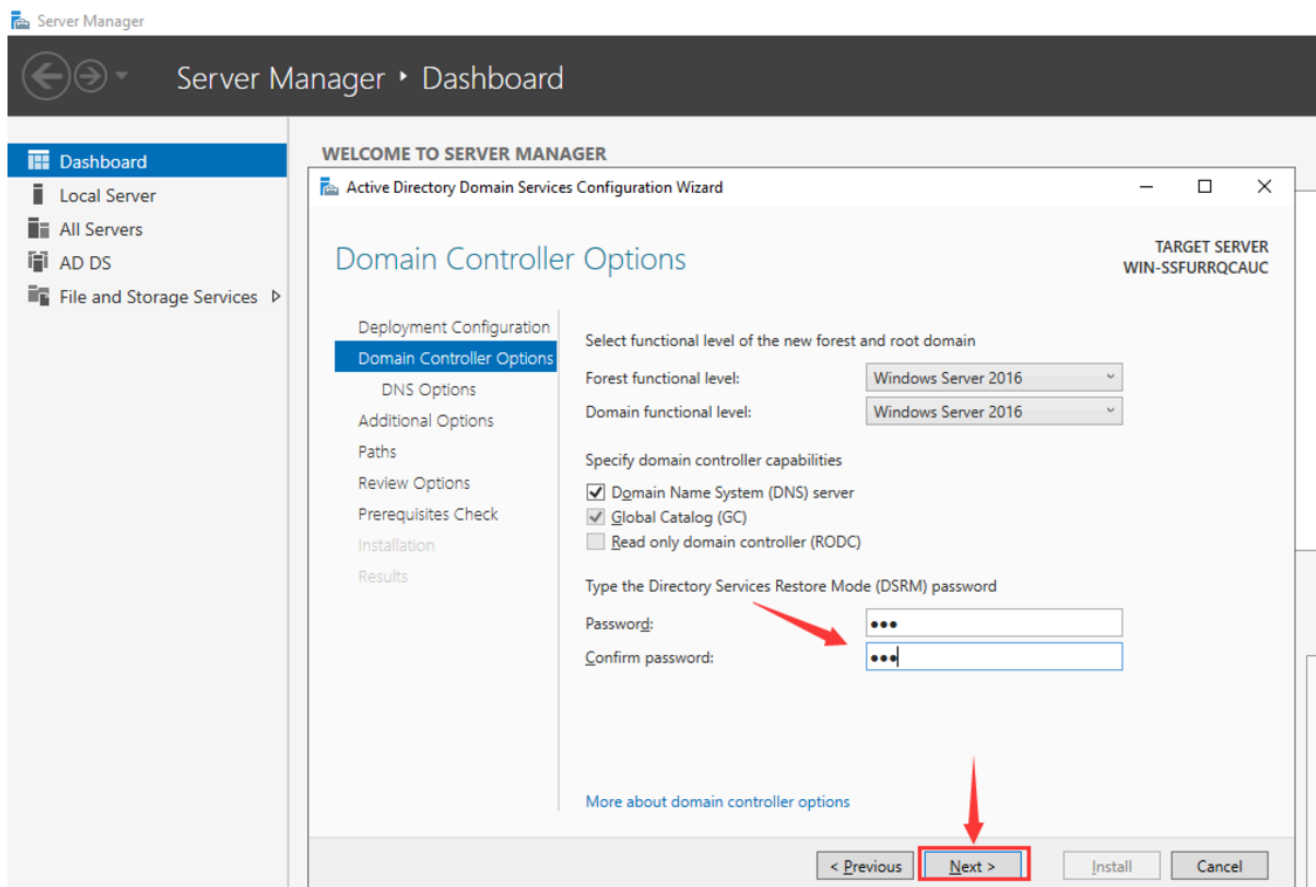 Server Manager
Server Manager ‣ Dashboard
Dashboard
Local Server
All Servers
AD DS
File and Storage Services
WELCOME TO SERVER MANAGER
Active Directory Domain Services Configuration Wizard
Domain Controller Options
TARGET SERVER
WIN-SSFURRQCAUC
Deployment Configuration
Domain Controller Options
DNS Options
Additional Options
Paths
Review Options
Prerequisites Check
Installation
Results
Select functional level of the new forest and root domain
Forest functional level: Windows Server 2016
Domain functional level: Windows Server 2016
Specify domain controller capabilities
Domain Name System (DNS) server
Global Catalog (GC)
Read only domain controller (RODC)
Type the Directory Services Restore Mode (DSRM) password
Password: •••
Confirm password: •••
More about domain controller options
< Previous Next > Install Cancel